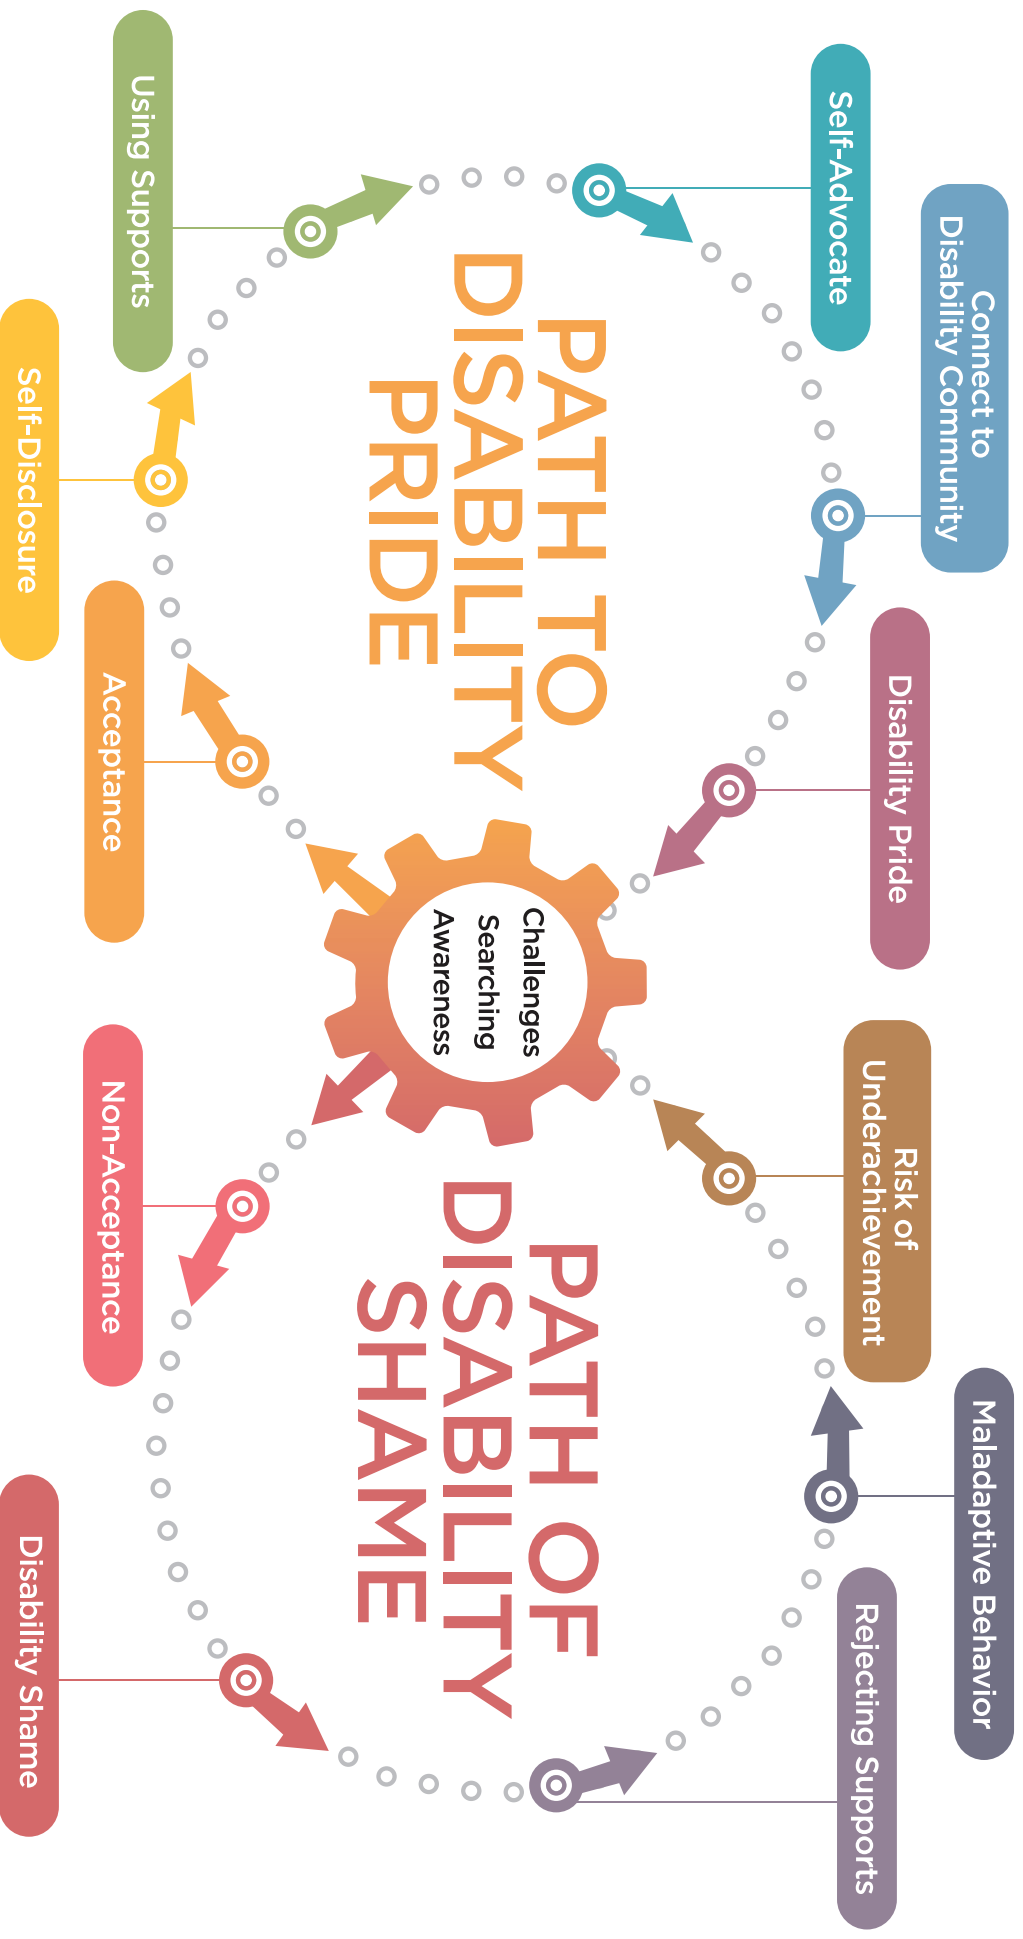 Connect to
Disability Community
Self-Advocate
Disability Pride
Using Supports
Self-Disclosure
Acceptance
PATH TO
DISABILITY
PRIDE
Challenges
Searching
Awareness
Risk of
Underachievement
Maladaptive Behavior
Rejecting Supports
PATH OF
DISABILITY
SHAME
Non-Acceptance
Disability Shame